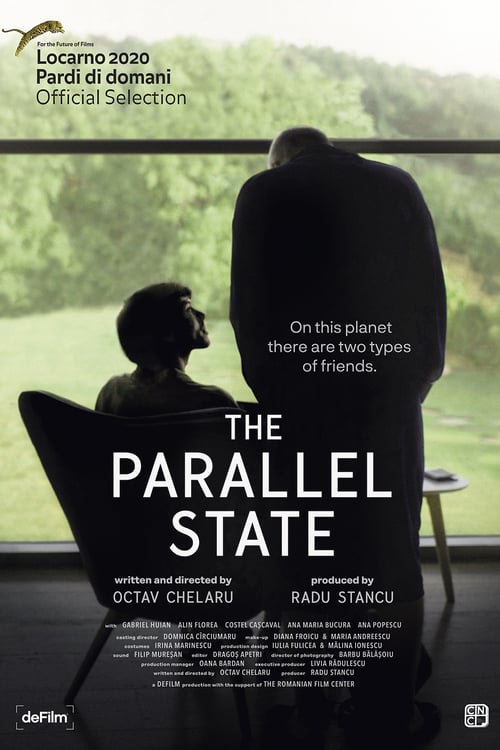 For the Future of Films
Locarno 2020
Pardi di domani
Official Selection
On this planet
there are two types
of friends.
THE
PARALLEL
STATE
written and directed by
OCTAV CHELARU
produced by
RADU STANCU
with GABRIEL HUIAN ALIN FLOREA COSTEL CAȘCAVAL ANA MARIA BUCURA ANA POPESCU
casting director DOMNICA CÎRCIUMARU make-up DIANA FROICU & MARIA ANDREESCU
costumes IRINA MARINESCU production design IULIA FULICEA & MĂLINA IONESCU
sound FILIP MUREȘAN editor DRAGOȘ APETRI director of photography BARBU BĂLĂȘOIU
production manager OANA BARDAN executive producer LIVIA RĂDULESCU
written and directed by OCTAV CHELARU producer RADU STANCU
a DEFILM production with the support of THE ROMANIAN FILM CENTER
deFilm
CNC